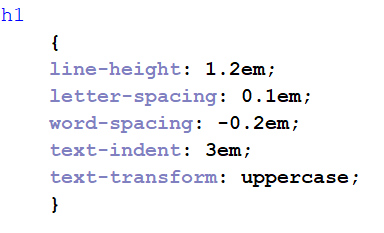 h1
{
line-height: 1.2em;
letter-spacing: 0.1em;
word-spacing: -0.2em;
text-indent: 3em;
text-transform: uppercase;
}